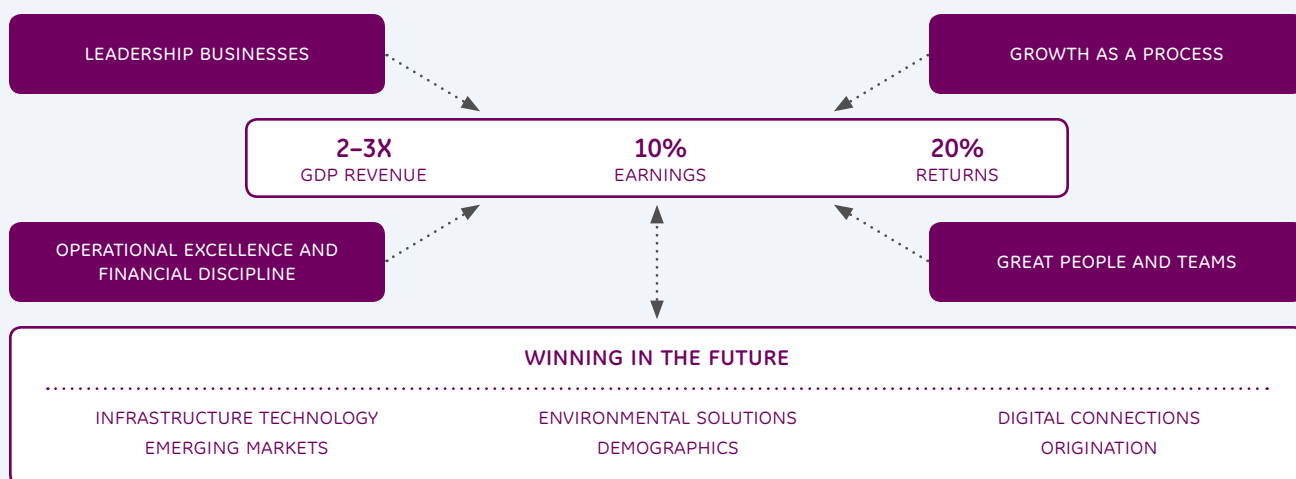 LEADERSHIP BUSINESSES
GROWTH AS A PROCESS
2–3X
GDP REVENUE
10%
EARNINGS
20%
RETURNS
OPERATIONAL EXCELLENCE AND
FINANCIAL DISCIPLINE
GREAT PEOPLE AND TEAMS
WINNING IN THE FUTURE
INFRASTRUCTURE TECHNOLOGY
EMERGING MARKETS
ENVIRONMENTAL SOLUTIONS
DEMOGRAPHICS
DIGITAL CONNECTIONS
ORIGINATION